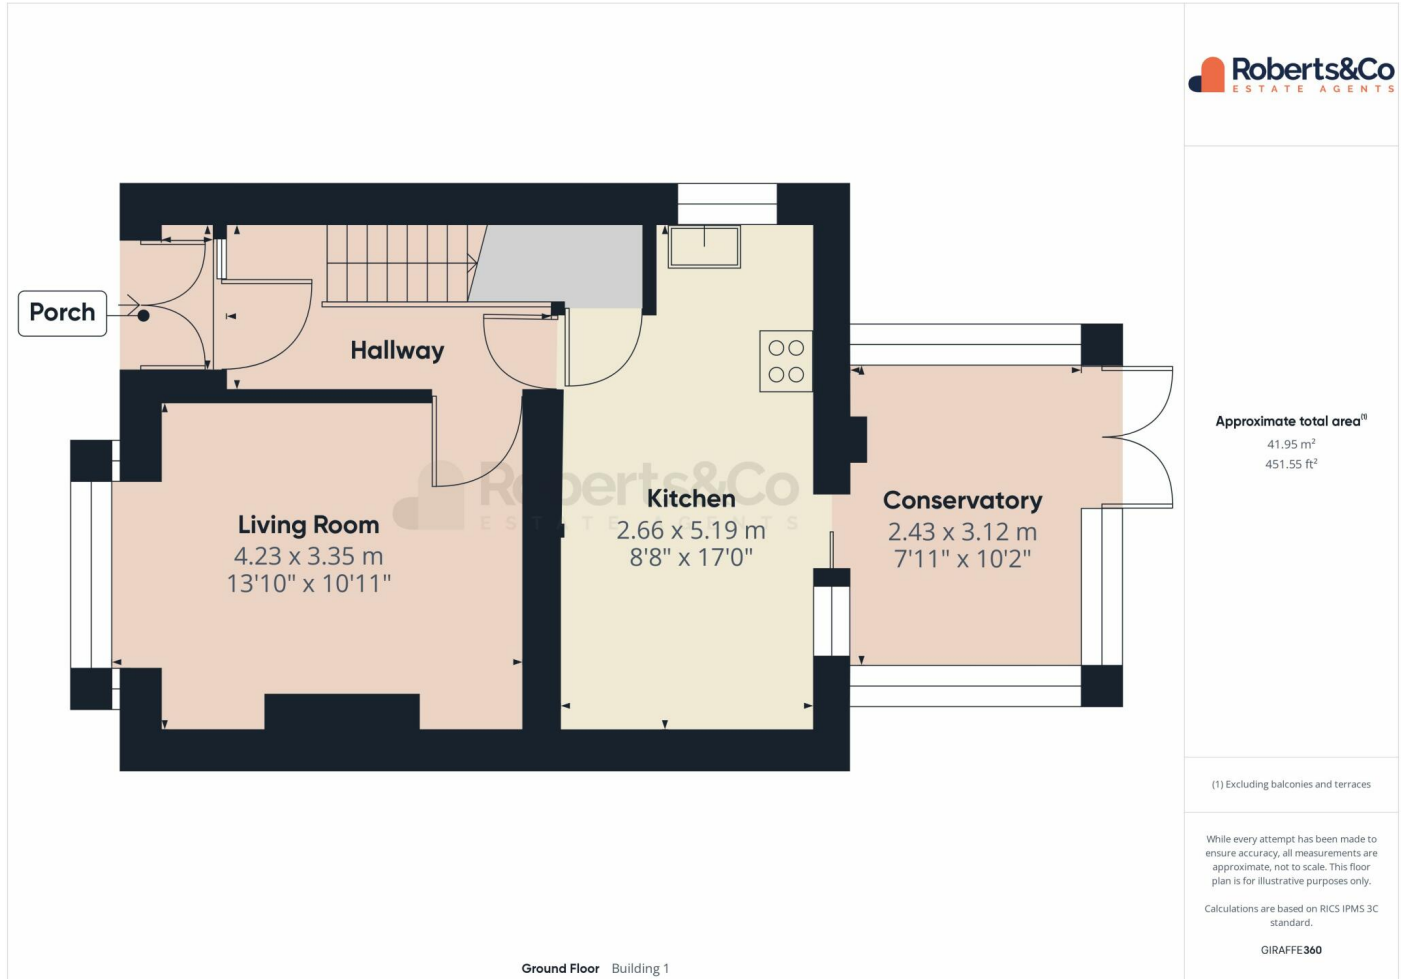 Roberts&Co
ESTATE AGENTS
Porch
Hallway
Roberts&Co
ESTATE AGENTS
Living Room
4.23 x 3.35 m
13'10" x 10'11"
Kitchen
2.66 x 5.19 m
8'8" x 17'0"
Conservatory
2.43 x 3.12 m
7'11" x 10'2"
Approximate total area(1)
41.95 m²
451.55 ft²
(1) Excluding balconies and terraces
While every attempt has been made to
ensure accuracy, all measurements are
approximate, not to scale. This floor
plan is for illustrative purposes only.
Calculations are based on RICS IPMS 3C
standard.
GIRAFFE360
Ground Floor Building 1